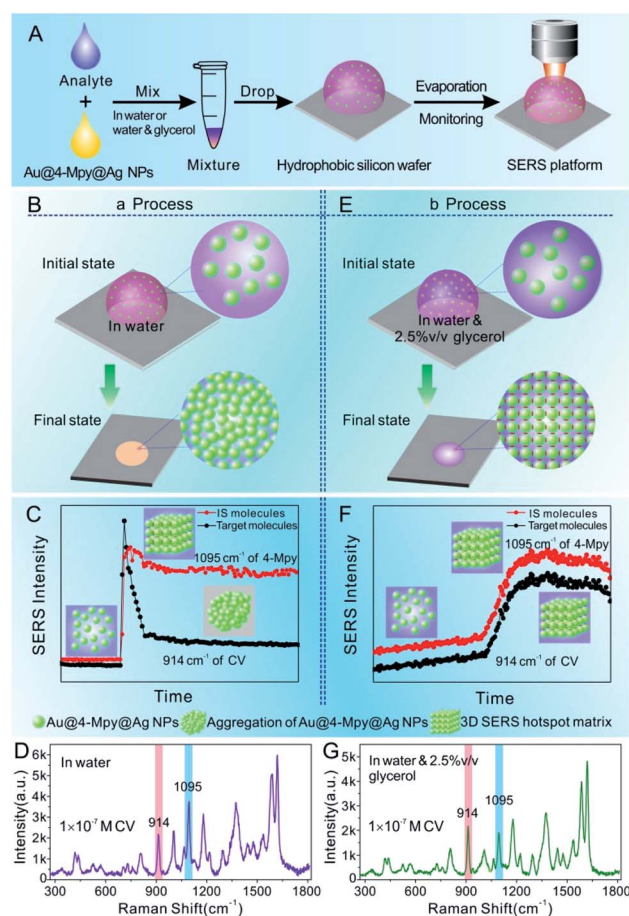 A
Analyte
+
Au@4-Mpy@Ag NPs
Mix
In water or
water & glycerol
Mixture
Drop
Hydrophobic silicon wafer
Evaporation
Monitoring
SERS platform
B
a Process
Initial state
In water
Final state
E
b Process
Initial state
In water &
2.5%v/v glycerol
Final state
C
IS molecules
Target molecules
1095 cm⁻¹ of 4-Mpy
914 cm⁻¹ of CV
SERS Intensity
Time
F
IS molecules
Target molecules
1095 cm⁻¹ of 4-Mpy
914 cm⁻¹ of CV
SERS Intensity
Time
Au@4-Mpy@Ag NPs
Aggregation of Au@4-Mpy@Ag NPs
3D SERS hotspot matrix
D
In water
1×10⁻⁷ M CV
914
1095
Intensity(a.u.)
6k
5k
4k
3k
2k
1k
0
300 600 900 1200 1500 1800
Raman Shift(cm⁻¹)
G
In water & 2.5%v/v
glycerol
1×10⁻⁷ M CV
914
1095
Intensity(a.u.)
5k
4k
3k
2k
1k
0
300 600 900 1200 1500 1800
Raman Shift(cm⁻¹)